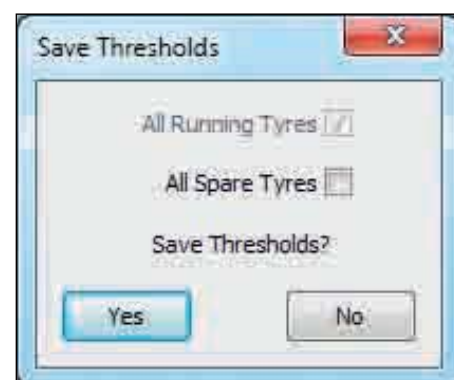 Save Thresholds
All Running Tyres
All Spare Tyres
Save Thresholds?
Yes No